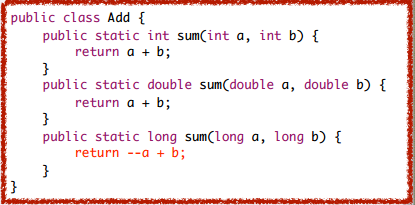 public class Add {
    public static int sum(int a, int b) {
        return a + b;
    }
    public static double sum(double a, double b) {
        return a + b;
    }
    public static long sum(long a, long b) {
        return --a + b;
    }
}